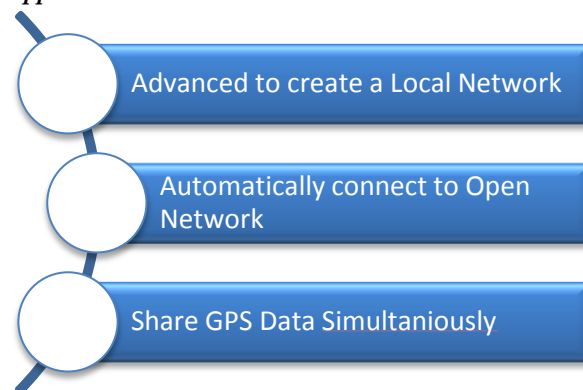 Advanced to create a Local Network
Automatically connect to Open
Network
Share GPS Data Simultaniously